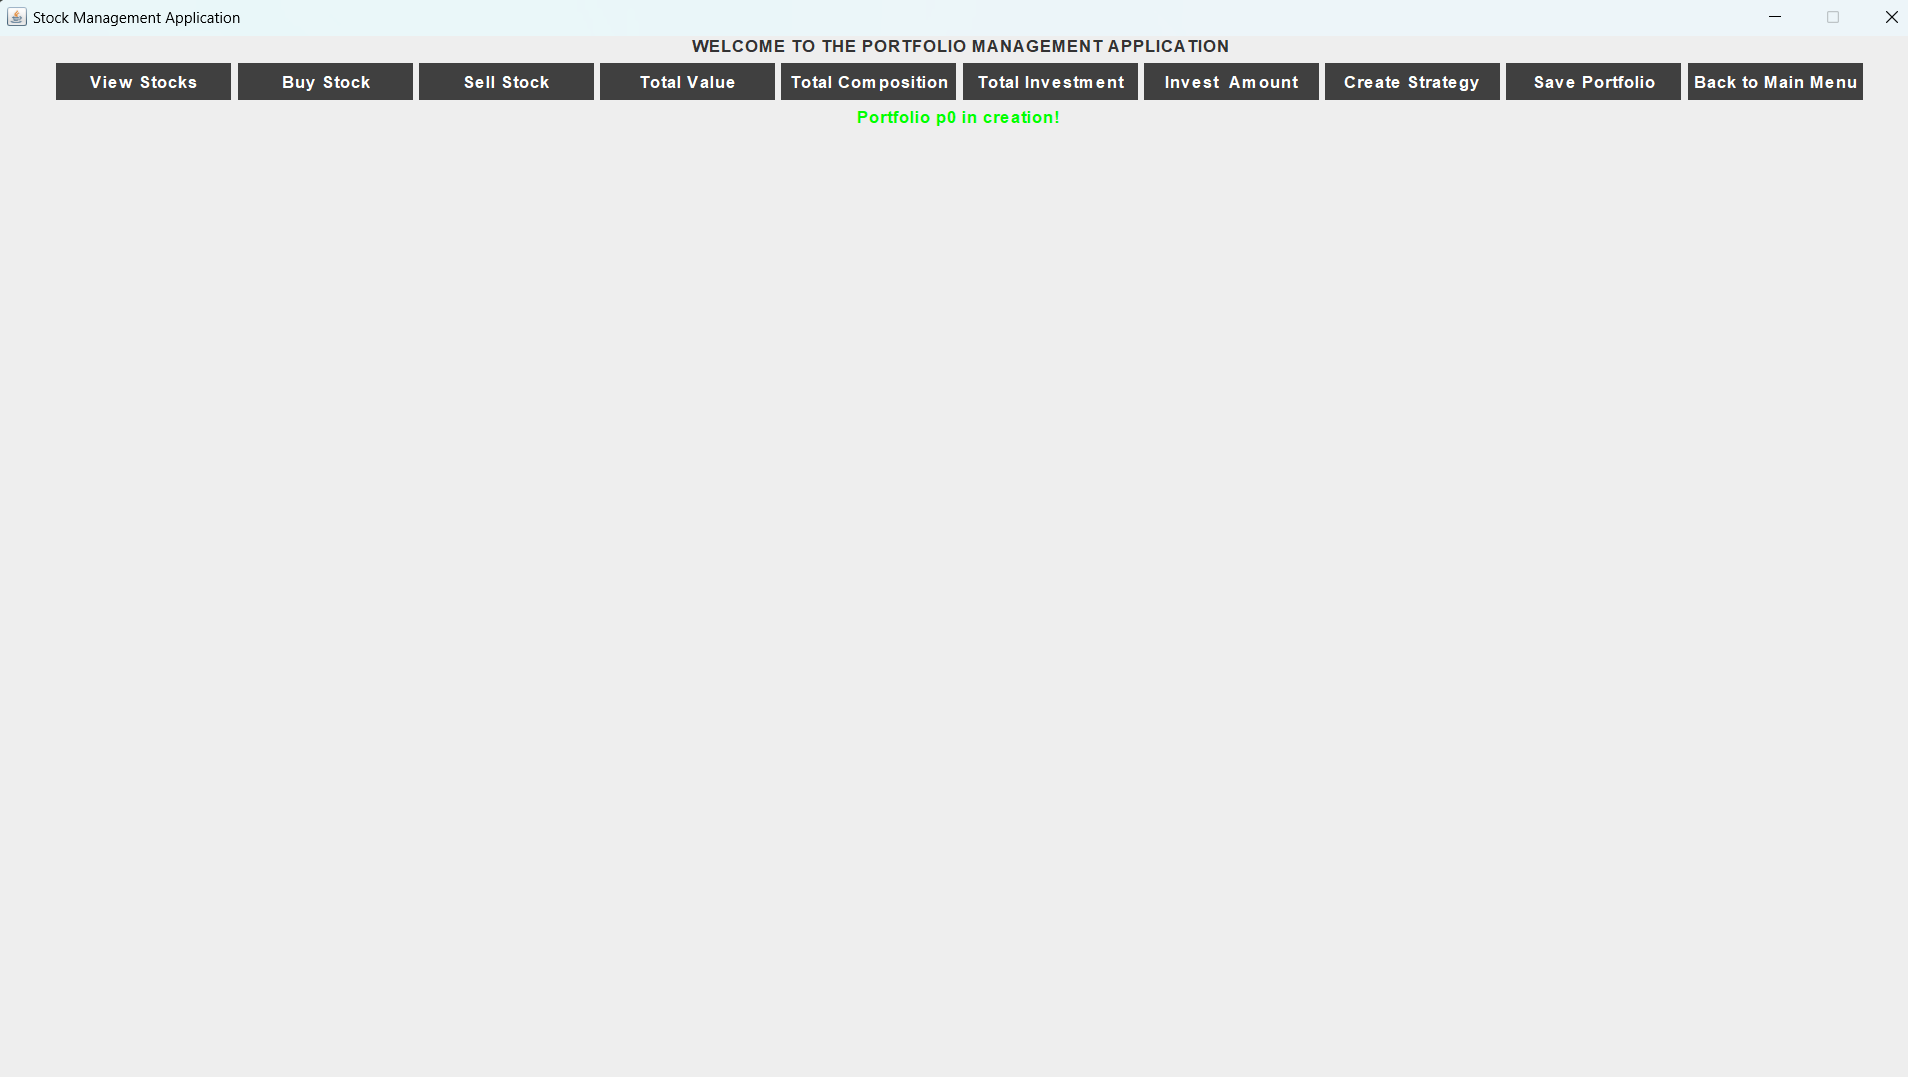 Stock Management Application
WELCOME TO THE PORTFOLIO MANAGEMENT APPLICATION
View Stocks Buy Stock Sell Stock Total Value Total Composition Total Investment Invest Amount Create Strategy Save Portfolio Back to Main Menu
Portfolio p0 in creation!